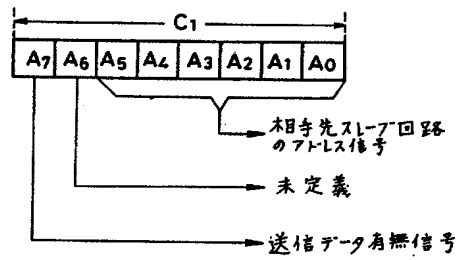 C1
A7 A6 A5 A4 A3 A2 A1 A0
相手先スレーブ回路
のアドレス信号
未定義
送信データ有無信号